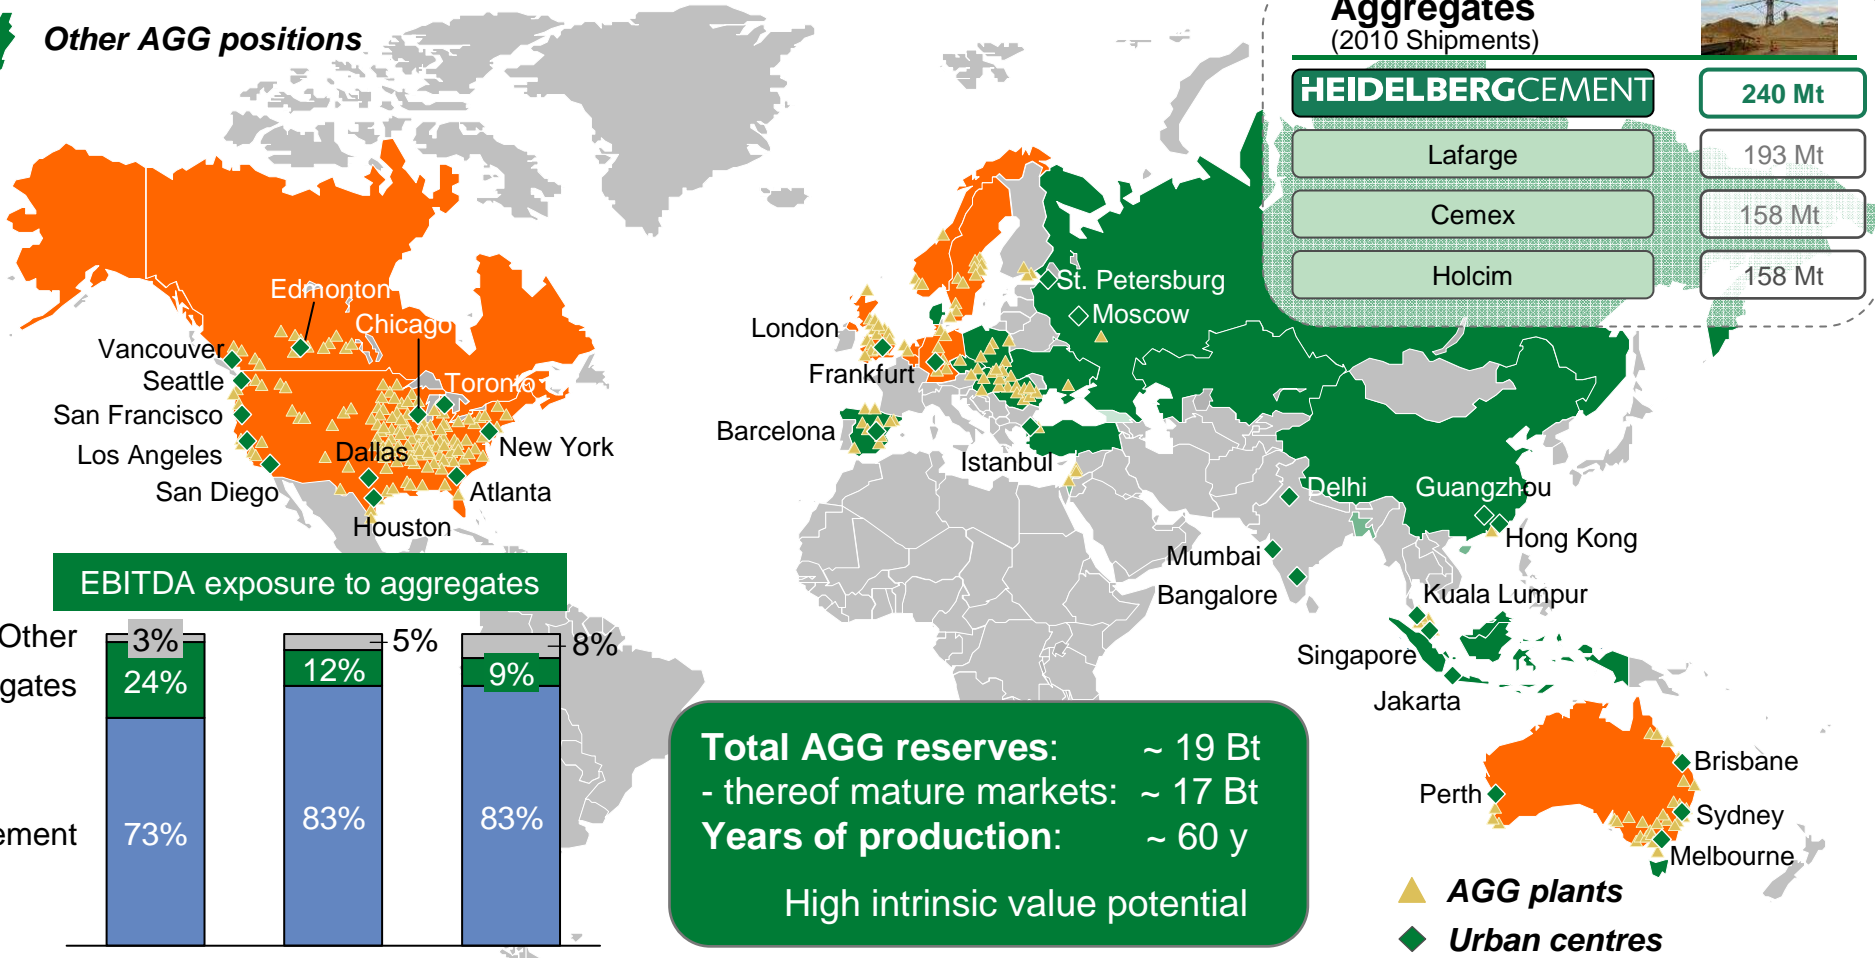 Other AGG positions
Aggregates
(2010 Shipments)
HEIDELBERGCEMENT
240 Mt
Lafarge
193 Mt
Cemex
158 Mt
Holcim
158 Mt
Edmonton
Chicago
Vancouver
Seattle
Toronto
San Francisco
Los Angeles
Dallas
New York
San Diego
Atlanta
Houston
St. Petersburg
Moscow
London
Frankfurt
Barcelona
Istanbul
Delhi
Guangzhou
Hong Kong
Mumbai
Bangalore
Kuala Lumpur
Singapore
Jakarta
Brisbane
Perth
Sydney
Melbourne
EBITDA exposure to aggregates
Other
3%
5%
8%
gates
24%
12%
9%
ement
73%
83%
83%
Total AGG reserves: ~ 19 Bt
- thereof mature markets: ~ 17 Bt
Years of production: ~ 60 y
High intrinsic value potential
AGG plants
Urban centres